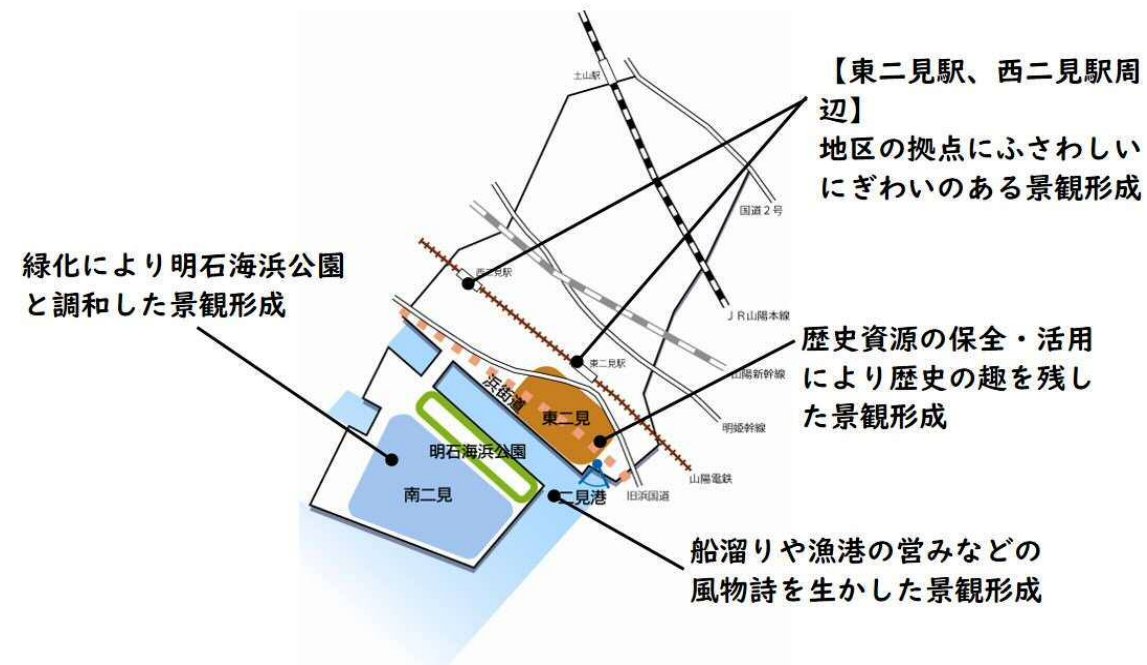 【東二見駅、西二見駅周
辺】
地区の拠点にふさわしい
にぎわいのある景観形成
土山駅
国道2号
緑化により明石海浜公園
と調和した景観形成
西二見駅
JR山陽本線
歴史資源の保全・活用
により歴史の趣を残し
た景観形成
東二見駅
山陽新幹線
浜街道
東二見
明姫幹線
明石海浜公園
山陽電鉄
南二見
二見港
旧浜国道
船溜りや漁港の営みなどの
風物詩を生かした景観形成